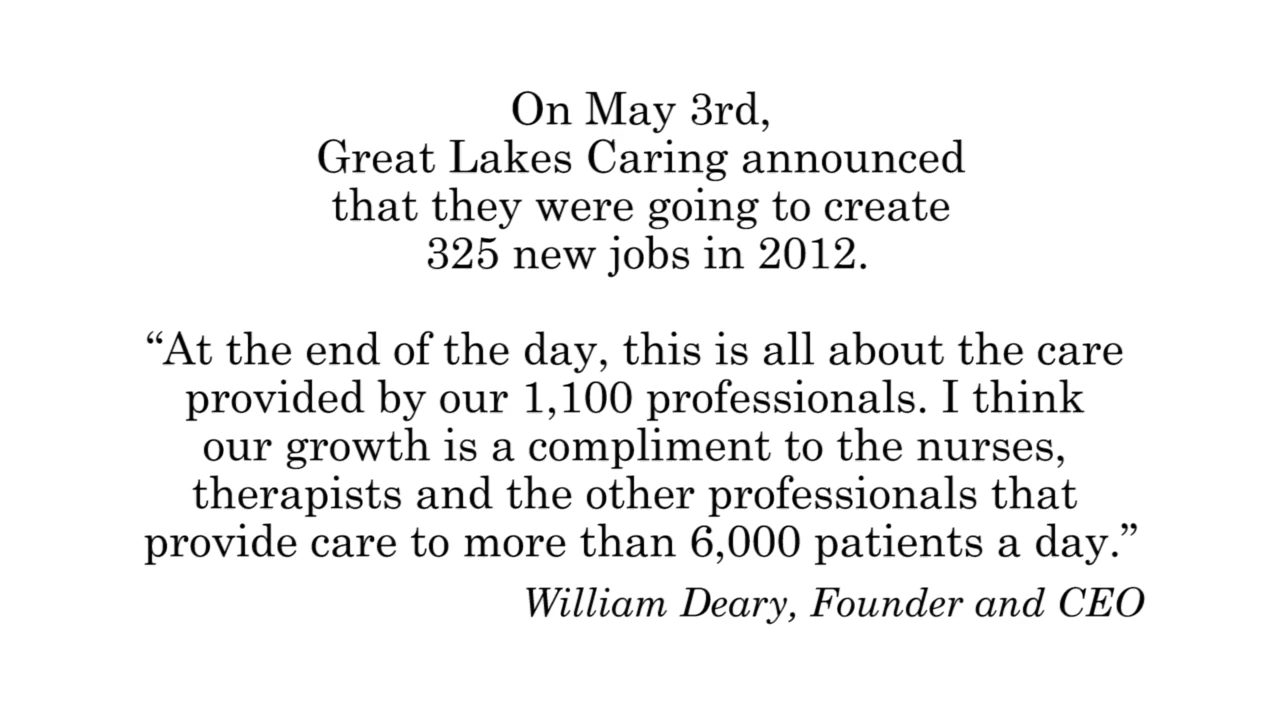 On May 3rd,
Great Lakes Caring announced
that they were going to create
325 new jobs in 2012.
“At the end of the day, this is all about the care
provided by our 1,100 professionals. I think
our growth is a compliment to the nurses,
therapists and the other professionals that
provide care to more than 6,000 patients a day.”
William Deary, Founder and CEO